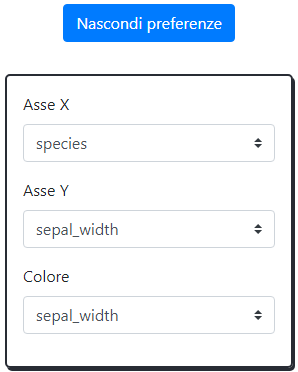 Nascondi preferenze
Asse X
species
Asse Y
sepal_width
Colore
sepal_width